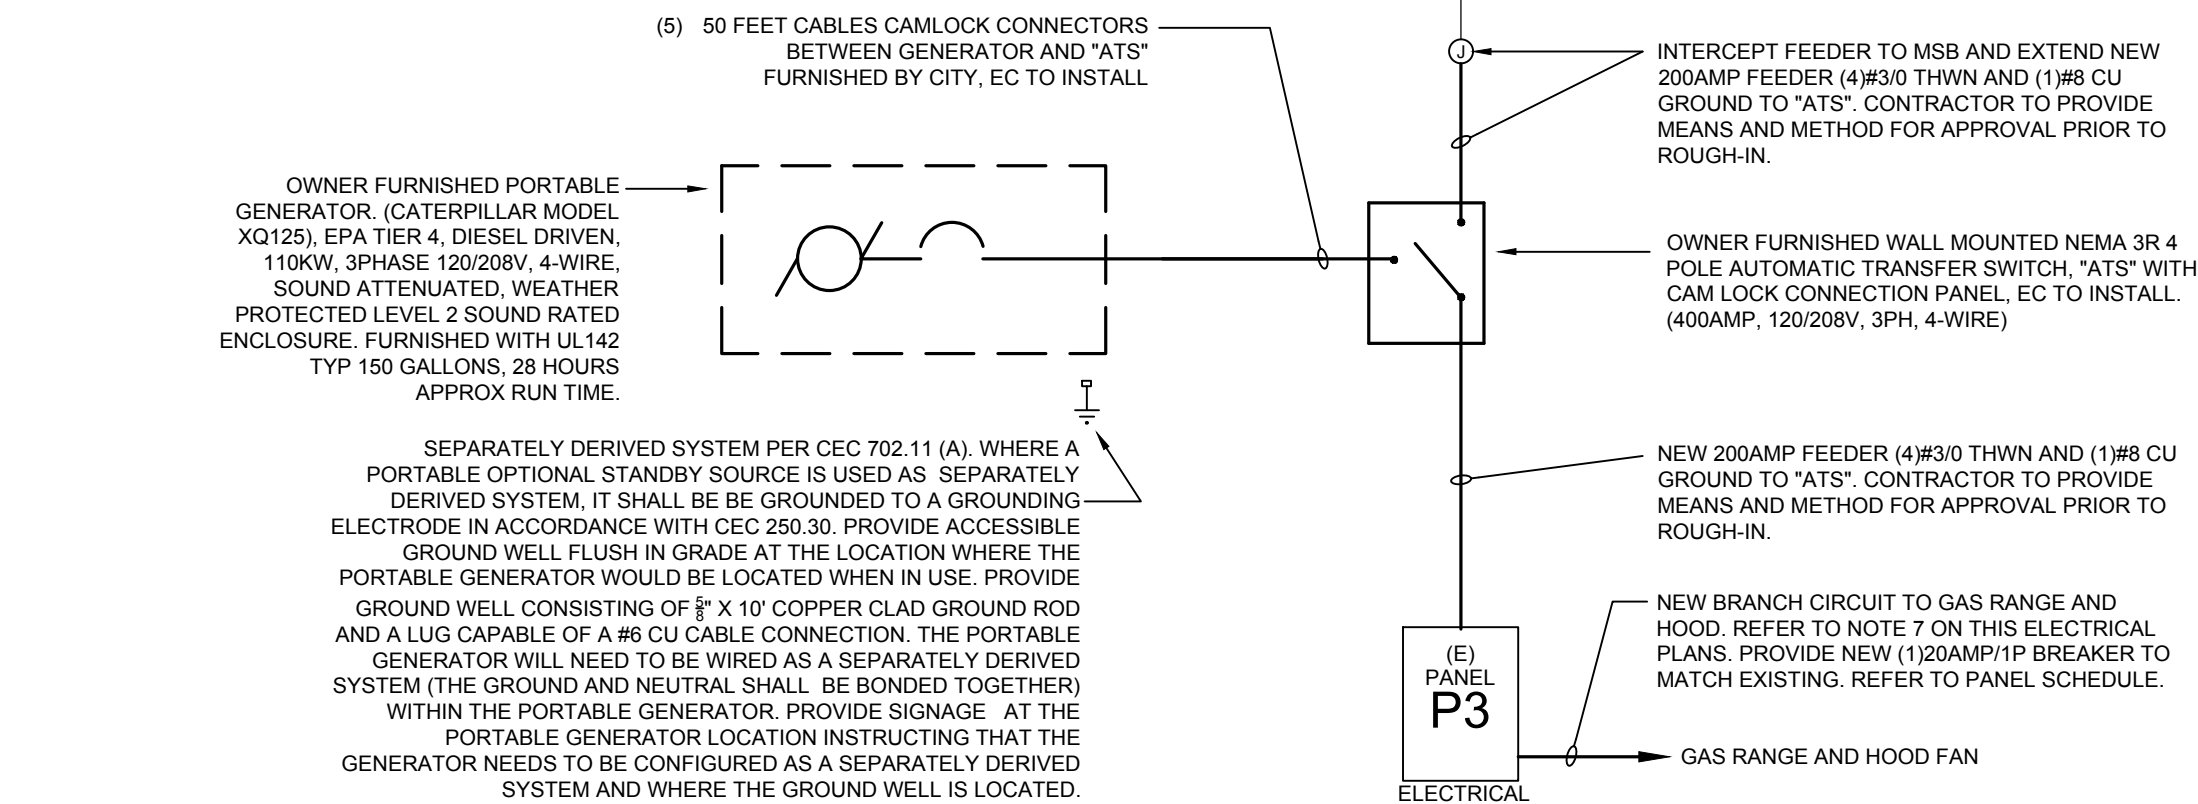 (5) 50 FEET CABLES CAMLOCK CONNECTORS
BETWEEN GENERATOR AND "ATS"
FURNISHED BY CITY, EC TO INSTALL
J
INTERCEPT FEEDER TO MSB AND EXTEND NEW
200AMP FEEDER (4)#3/0 THWN AND (1)#8 CU
GROUND TO "ATS". CONTRACTOR TO PROVIDE
MEANS AND METHOD FOR APPROVAL PRIOR TO
ROUGH-IN.
OWNER FURNISHED PORTABLE
GENERATOR. (CATERPILLAR MODEL
XQ125), EPA TIER 4, DIESEL DRIVEN,
110KW, 3PHASE 120/208V, 4-WIRE,
SOUND ATTENUATED, WEATHER
PROTECTED LEVEL 2 SOUND RATED
ENCLOSURE. FURNISHED WITH UL142
TYP 150 GALLONS, 28 HOURS
APPROX RUN TIME.
OWNER FURNISHED WALL MOUNTED NEMA 3R 4
POLE AUTOMATIC TRANSFER SWITCH, "ATS" WITH
CAM LOCK CONNECTION PANEL, EC TO INSTALL.
(400AMP, 120/208V, 3PH, 4-WIRE)
SEPARATELY DERIVED SYSTEM PER CEC 702.11 (A). WHERE A
PORTABLE OPTIONAL STANDBY SOURCE IS USED AS SEPARATELY
DERIVED SYSTEM, IT SHALL BE BE GROUNDED TO A GROUNDING
ELECTRODE IN ACCORDANCE WITH CEC 250.30. PROVIDE ACCESSIBLE
GROUND WELL FLUSH IN GRADE AT THE LOCATION WHERE THE
PORTABLE GENERATOR WOULD BE LOCATED WHEN IN USE. PROVIDE
GROUND WELL CONSISTING OF 5/8" X 10' COPPER CLAD GROUND ROD
AND A LUG CAPABLE OF A #6 CU CABLE CONNECTION. THE PORTABLE
GENERATOR WILL NEED TO BE WIRED AS A SEPARATELY DERIVED
SYSTEM (THE GROUND AND NEUTRAL SHALL BE BONDED TOGETHER)
WITHIN THE PORTABLE GENERATOR. PROVIDE SIGNAGE AT THE
PORTABLE GENERATOR LOCATION INSTRUCTING THAT THE
GENERATOR NEEDS TO BE CONFIGURED AS A SEPARATELY DERIVED
SYSTEM AND WHERE THE GROUND WELL IS LOCATED.
NEW 200AMP FEEDER (4)#3/0 THWN AND (1)#8 CU
GROUND TO "ATS". CONTRACTOR TO PROVIDE
MEANS AND METHOD FOR APPROVAL PRIOR TO
ROUGH-IN.
NEW BRANCH CIRCUIT TO GAS RANGE AND
HOOD. REFER TO NOTE 7 ON THIS ELECTRICAL
PLANS. PROVIDE NEW (1)20AMP/1P BREAKER TO
MATCH EXISTING. REFER TO PANEL SCHEDULE.
(E)
PANEL
P3
GAS RANGE AND HOOD FAN
ELECTRICAL